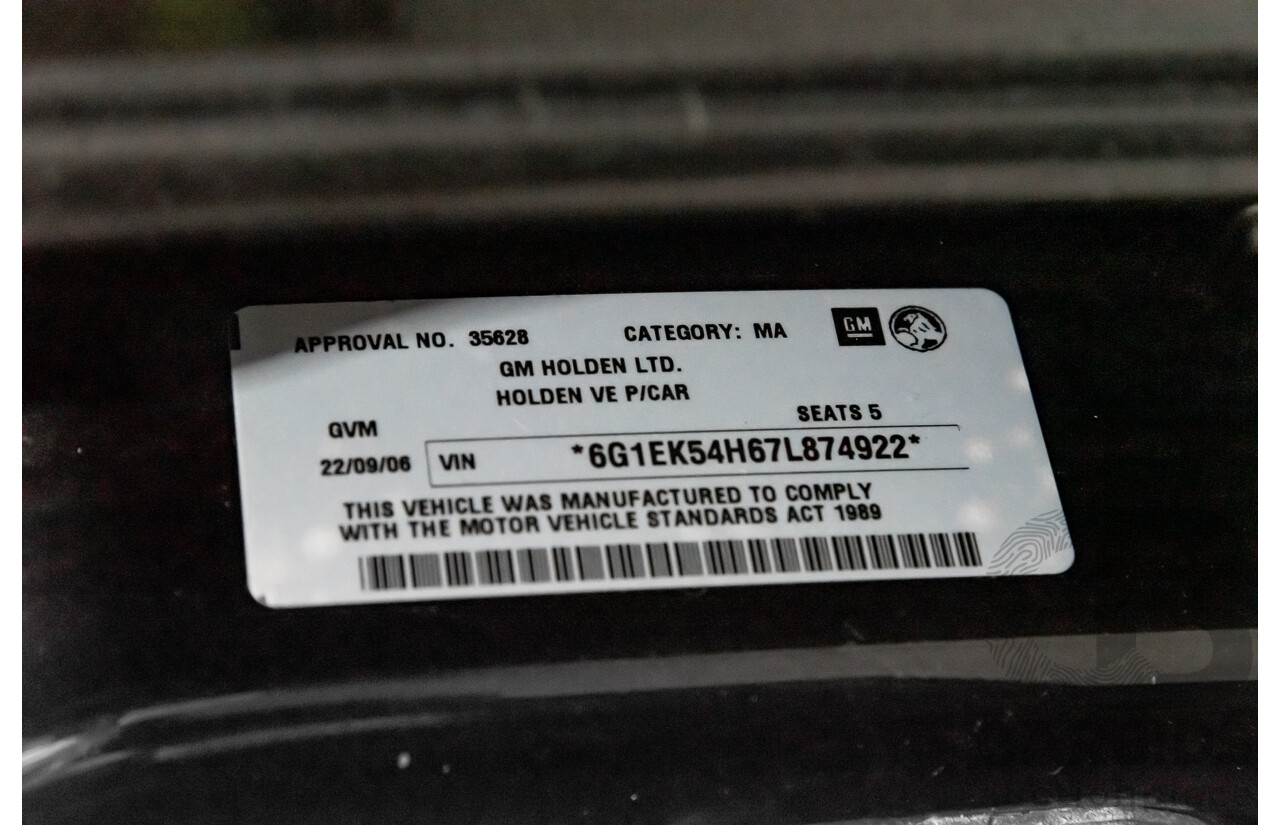 APPROVAL NO. 35628 CATEGORY: MA GM
GM HOLDEN LTD.
HOLDEN VE P/CAR
SEATS 5
GVM
22/09/06 VIN *6G1EK54H67L874922*
THIS VEHICLE WAS MANUFACTURED TO COMPLY
WITH THE MOTOR VEHICLE STANDARDS ACT 1989